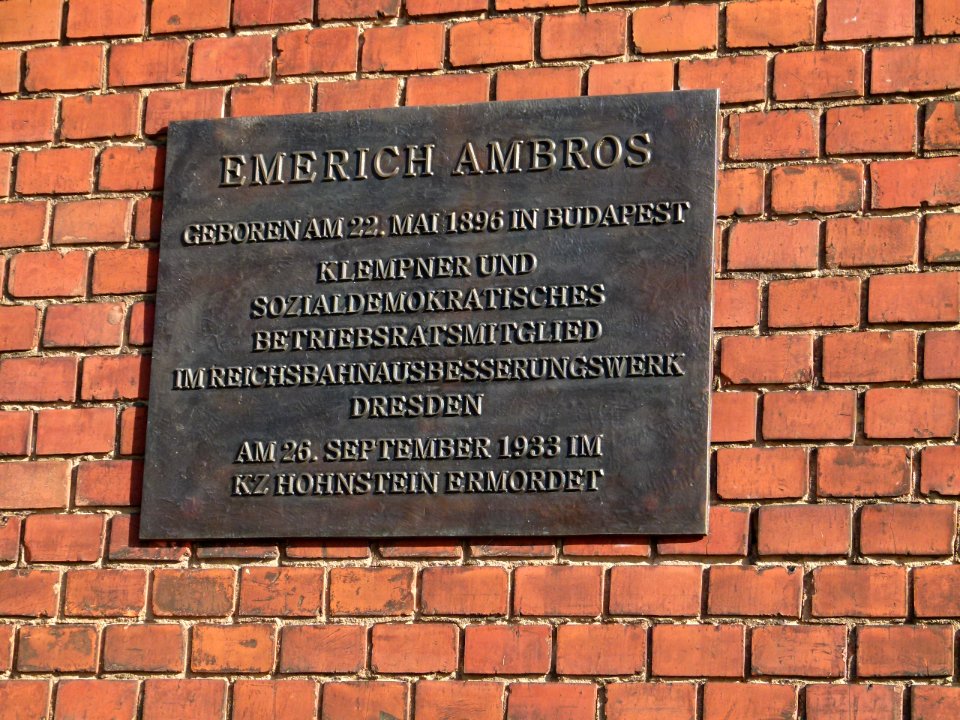 EMERICH AMBROS
GEBOREN AM 22. MAI 1896 IN BUDAPEST
KLEMPNER UND
SOZIALDEMOKRATISCHES
BETRIEBSRATSMITGLIED
IM REICHSBAHNAUSBESSERUNGSWERK
DRESDEN
AM 26. SEPTEMBER 1933 IM
KZ HOHNSTEIN ERMORDET